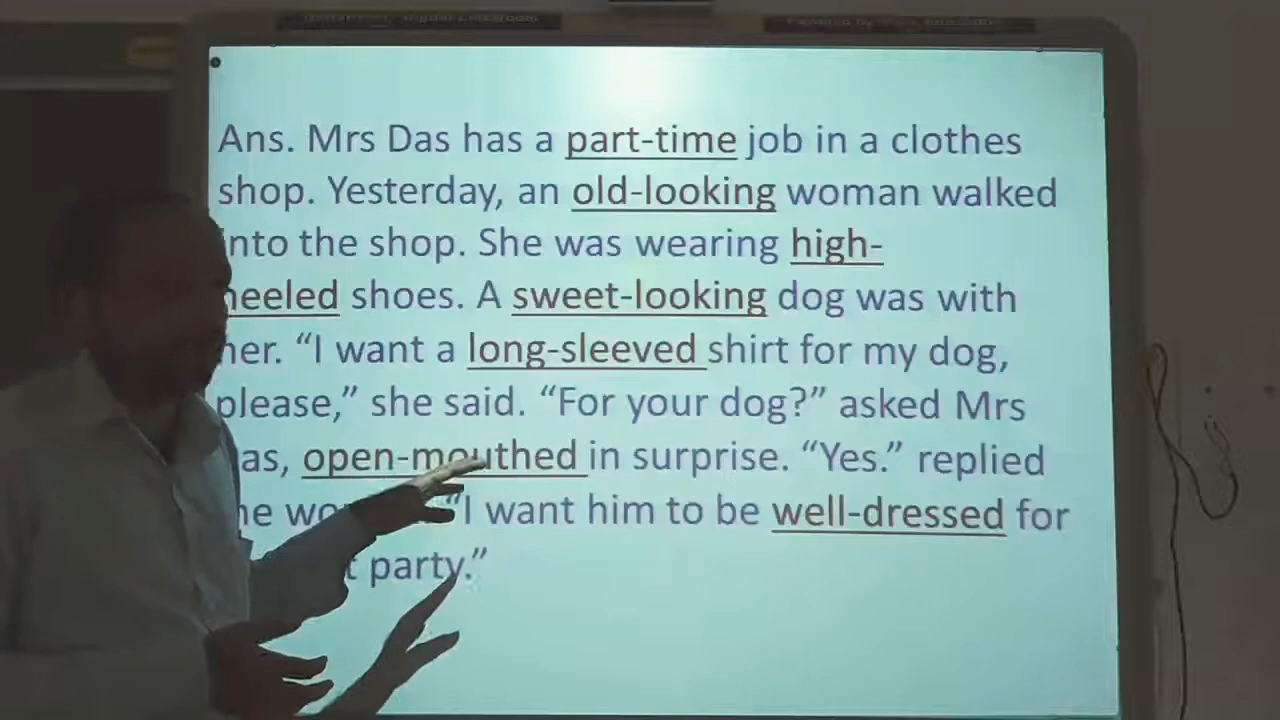 Ans. Mrs Das has a part-time job in a clothes
shop. Yesterday, an old-looking woman walked
into the shop. She was wearing high-
heeled shoes. A sweet-looking dog was with
her. “I want a long-sleeved shirt for my dog,
please,” she said. “For your dog?” asked Mrs
Das, open-mouthed in surprise. “Yes.” replied
“I want him to be well-dressed for
party.”